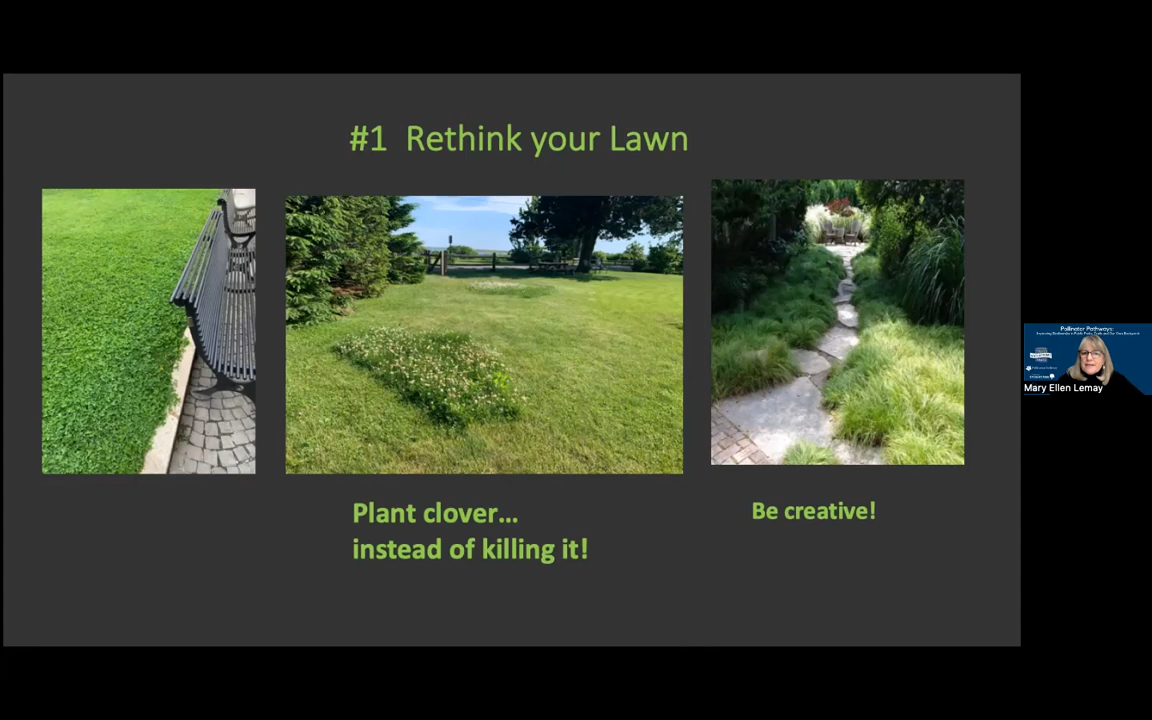 #1 Rethink your Lawn
Plant clover...
instead of killing it!
Be creative!
Pollinator Pathways:
Mary Ellen Lemay